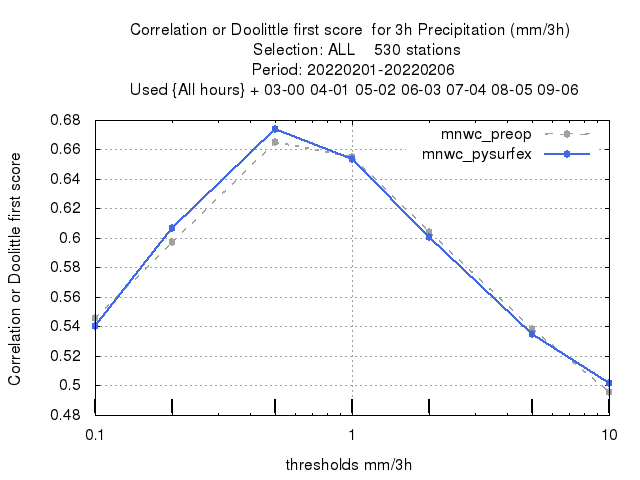 Correlation or Doolittle first score  for 3h Precipitation (mm/3h)
Selection: ALL    530 stations
Period: 20220201-20220206
Used {All hours} + 03-00 04-01 05-02 06-03 07-04 08-05 09-06
mnwc_preop
mnwc_pysurfex
Correlation or Doolittle first score
0.68
0.66
0.64
0.62
0.6
0.58
0.56
0.54
0.52
0.5
0.48
0.1
1
10
thresholds mm/3h